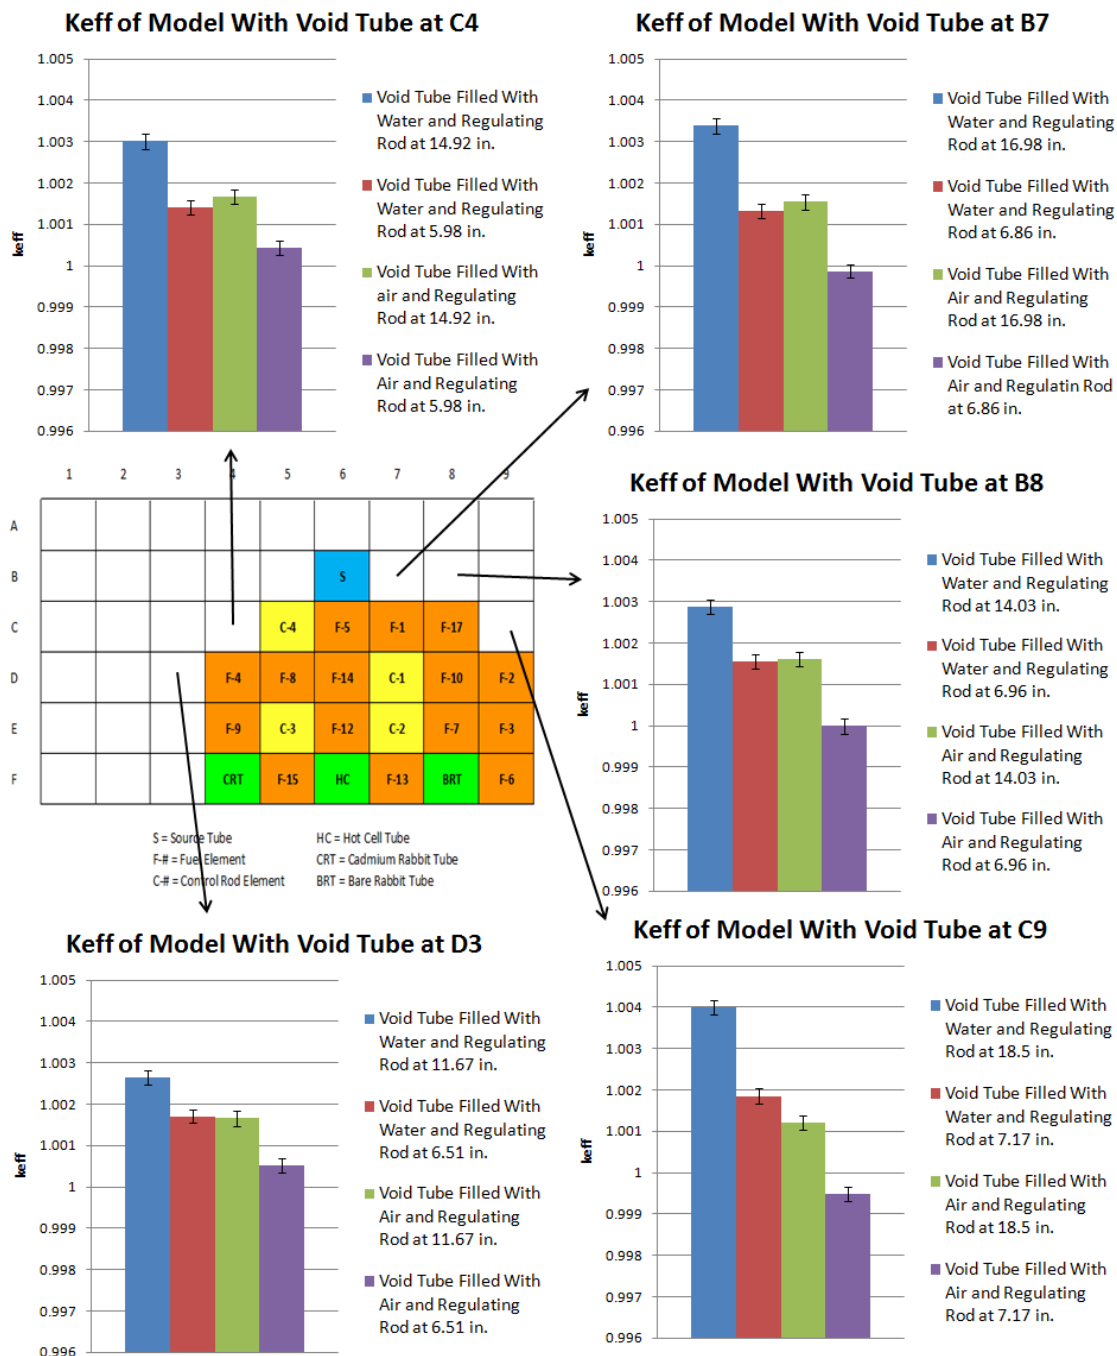 Keff of Model With Void Tube at C4
1.005
1.004
1.003
1.002
1.001
1
0.999
0.998
0.997
0.996
keff
Void Tube Filled With
Water and Regulating
Rod at 14.92 in.
Void Tube Filled With
Water and Regulating
Rod at 5.98 in.
Void Tube Filled With
air and Regulating
Rod at 14.92 in.
Void Tube Filled With
Air and Regulating
Rod at 5.98 in.
Keff of Model With Void Tube at B7
1.005
1.004
1.003
1.002
1.001
1
0.999
0.998
0.997
0.996
keff
Void Tube Filled With
Water and Regulating
Rod at 16.98 in.
Void Tube Filled With
Water and Regulating
Rod at 6.86 in.
Void Tube Filled With
Air and Regulating
Rod at 16.98 in.
Void Tube Filled With
Air and Regulatin Rod
at 6.86 in.
1 2 3 4 5 6 7 8 9
A
B S
C C-4 F-5 F-1 F-17
D F-4 F-8 F-14 C-1 F-10 F-2
E F-9 C-3 F-12 C-2 F-7 F-3
F CRT F-15 HC F-13 BRT F-6
S = Source Tube HC = Hot Cell Tube
F-# = Fuel Element CRT = Cadmium Rabbit Tube
C-# = Control Rod Element BRT = Bare Rabbit Tube
Keff of Model With Void Tube at B8
1.005
1.004
1.003
1.002
1.001
1
0.999
0.998
0.997
0.996
keff
Void Tube Filled With
Water and Regulating
Rod at 14.03 in.
Void Tube Filled With
Water and Regulating
Rod at 6.96 in.
Void Tube Filled With
Air and Regulating
Rod at 14.03 in.
Void Tube Filled With
Air and Regulating
Rod at 6.96 in.
Keff of Model With Void Tube at D3
1.005
1.004
1.003
1.002
1.001
1
0.999
0.998
0.997
0.996
keff
Void Tube Filled With
Water and Regulating
Rod at 11.67 in.
Void Tube Filled With
Water and Regulating
Rod at 6.51 in.
Void Tube Filled With
Air and Regulating
Rod at 11.67 in.
Void Tube Filled With
Air and Regulating
Rod at 6.51 in.
Keff of Model With Void Tube at C9
1.005
1.004
1.003
1.002
1.001
1
0.999
0.998
0.997
0.996
keff
Void Tube Filled With
Water and Regulating
Rod at 18.5 in.
Void Tube Filled With
Water and Regulating
Rod at 7.17 in.
Void Tube Filled With
Air and Regulating
Rod at 18.5 in.
Void Tube Filled With
Air and Regulating
Rod at 7.17 in.